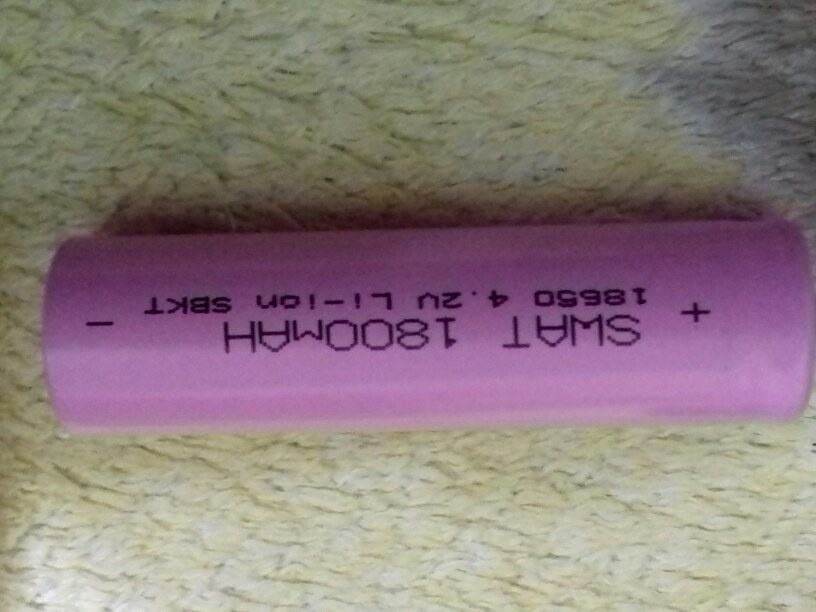 + SWAT 1800mAH -
18650 4.2V Li-ion SBKT